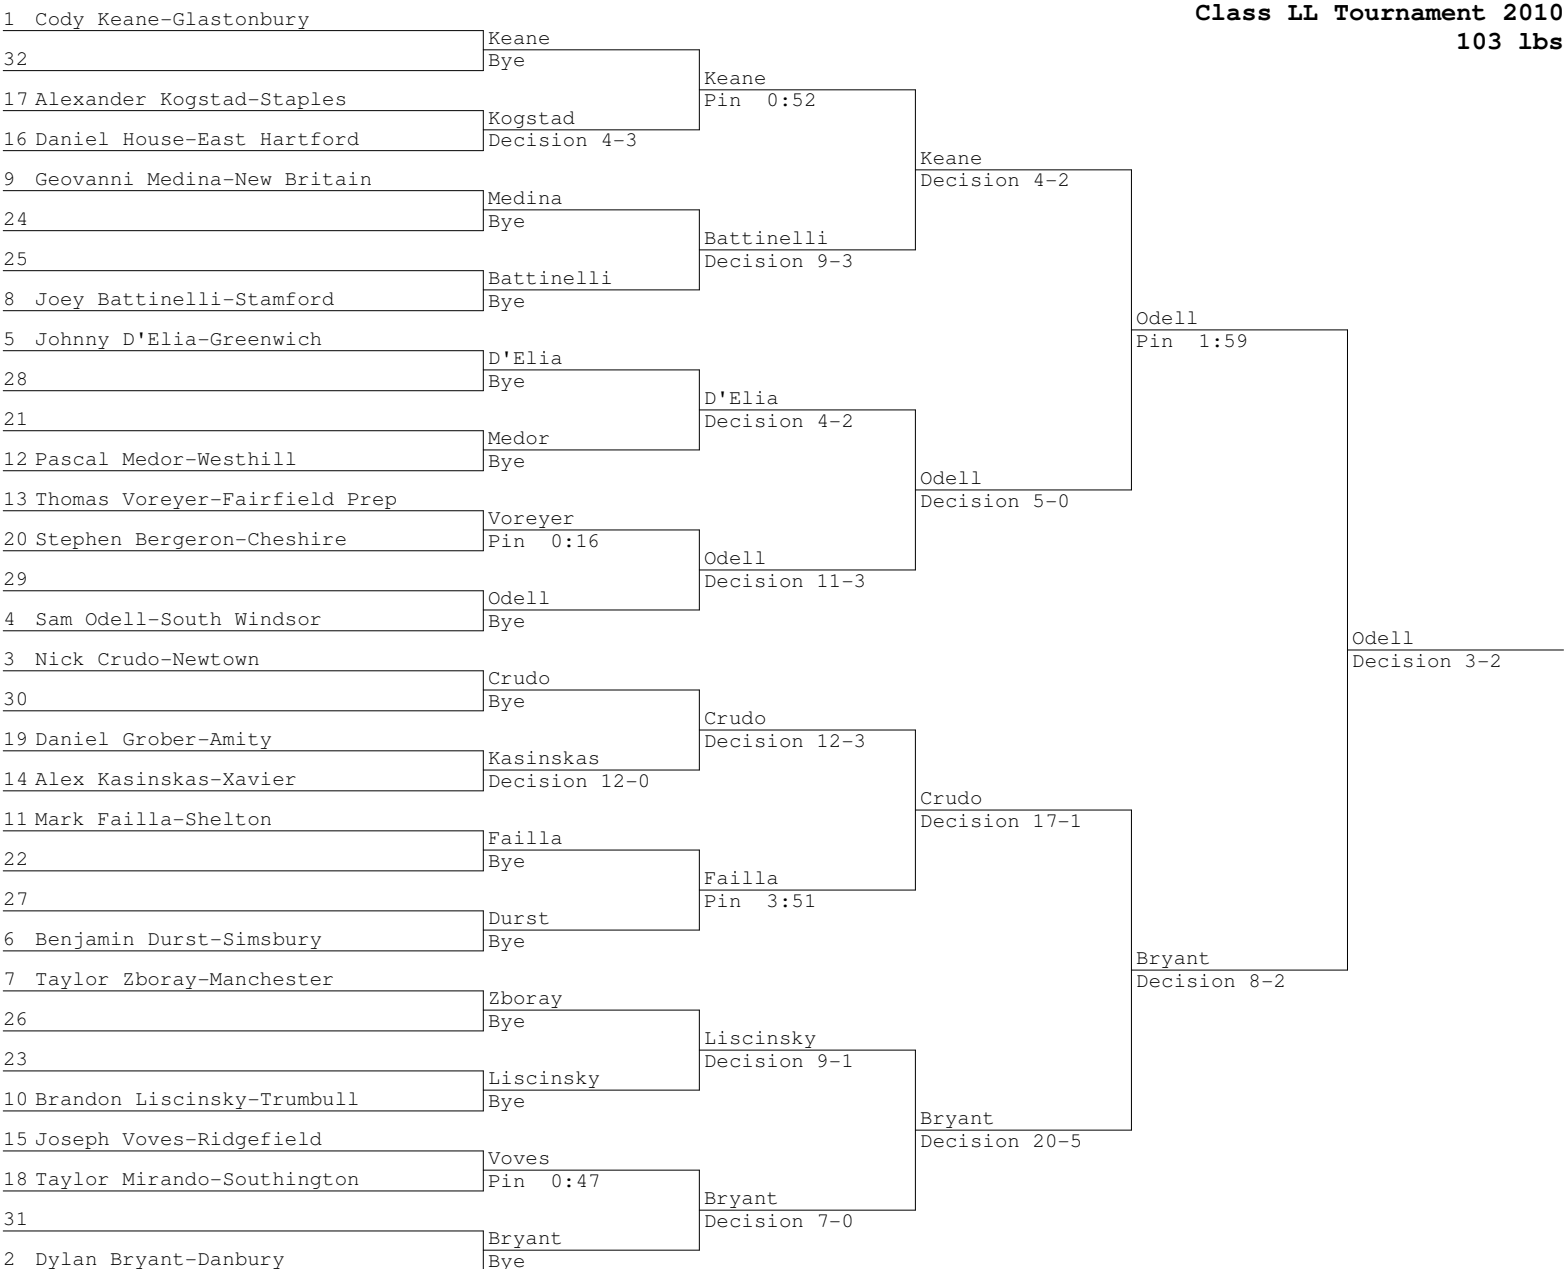 Class LL Tournament 2010
103 lbs
1 Cody Keane-Glastonbury
Keane
32
Bye
Keane
17 Alexander Kogstad-Staples
Pin 0:52
Kogstad
16 Daniel House-East Hartford
Decision 4-3
Keane
9 Geovanni Medina-New Britain
Decision 4-2
Medina
24
Bye
Battinelli
25
Decision 9-3
Battinelli
8 Joey Battinelli-Stamford
Bye
Odell
5 Johnny D'Elia-Greenwich
Pin 1:59
D'Elia
28
Bye
D'Elia
21
Decision 4-2
Medor
12 Pascal Medor-Westhill
Bye
Odell
13 Thomas Voreyer-Fairfield Prep
Decision 5-0
Voreyer
20 Stephen Bergeron-Cheshire
Pin 0:16
Odell
29
Decision 11-3
Odell
4 Sam Odell-South Windsor
Bye
Odell
3 Nick Crudo-Newtown
Decision 3-2
Crudo
30
Bye
Crudo
19 Daniel Grober-Amity
Decision 12-3
Kasinskas
14 Alex Kasinskas-Xavier
Decision 12-0
Crudo
11 Mark Failla-Shelton
Decision 17-1
Failla
22
Bye
Failla
27
Pin 3:51
Durst
6 Benjamin Durst-Simsbury
Bye
Bryant
7 Taylor Zboray-Manchester
Decision 8-2
Zboray
26
Bye
Liscinsky
23
Decision 9-1
Liscinsky
10 Brandon Liscinsky-Trumbull
Bye
Bryant
15 Joseph Voves-Ridgefield
Decision 20-5
Voves
18 Taylor Mirando-Southington
Pin 0:47
Bryant
31
Decision 7-0
Bryant
2 Dylan Bryant-Danbury
Bye